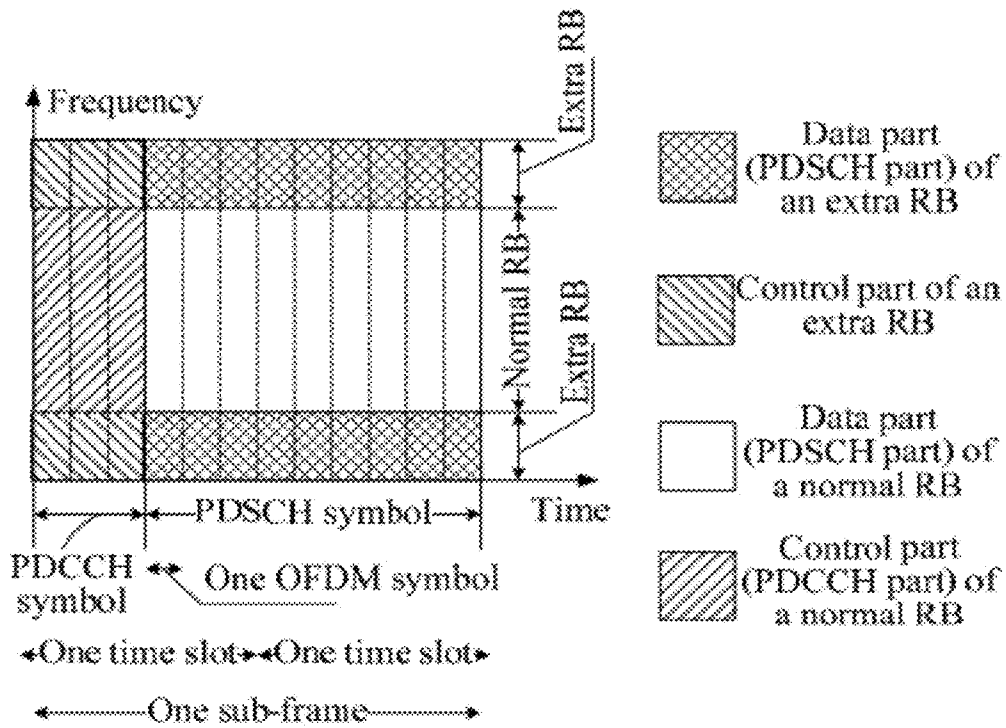 Extra RB
Frequency
Normal RB
Extra RB
Time
PDSCH symbol
PDCCH
symbol
One OFDM symbol
One time slot
One time slot
One sub-frame
Data part
(PDSCH part) of
an extra RB
Control part of an
extra RB
Data part
(PDSCH part) of
a normal RB
Control part
(PDCCH part) of
a normal RB